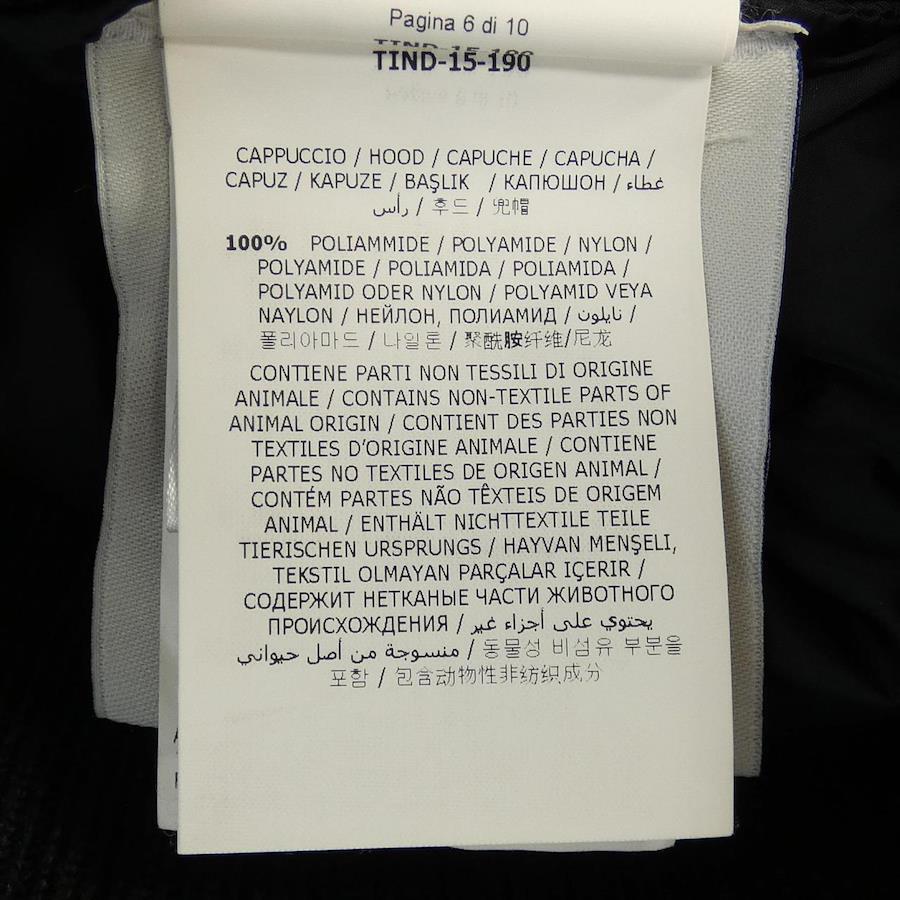 Pagina 6 di 10
TIND-15-190
CAPPUCCIO / HOOD / CAPUCHE / CAPUCHA /
CAPUZ / KAPUZE / BAŞLIK / КАПЮШОН / غطاء
رأس / 후드 / 兜帽
100% POLIAMMIDE / POLYAMIDE / NYLON /
POLYAMIDE / POLIAMIDA / POLIAMIDA /
POLYAMID ODER NYLON / POLYAMID VEYA
NAYLON / НЕЙЛОН, ПОЛИАМИД / نايلون /
폴리아마드 / 나일론 / 聚酰胺纤维/尼龙
CONTIENE PARTI NON TESSILI DI ORIGINE
ANIMALE / CONTAINS NON-TEXTILE PARTS OF
ANIMAL ORIGIN / CONTIENT DES PARTIES NON
TEXTILES D’ORIGINE ANIMALE / CONTIENE
PARTES NO TEXTILES DE ORIGEN ANIMAL /
CONTÉM PARTES NÃO TÊXTEIS DE ORIGEM
ANIMAL / ENTHÄLT NICHTTEXTILE TEILE
TIERISCHEN URSPRUNGS / HAYVAN MENŞELI,
TEKSTIL OLMAYAN PARÇALAR IÇERIR /
СОДЕРЖИТ НЕТКАНЫЕ ЧАСТИ ЖИВОТНОГО
ПРОИСХОЖДЕНИЯ / يحتوي على أجزاء غير
منسوجة من أصل حيواني / 동물성 비섬유 부분을
포함 / 包含动物性非纺织成分